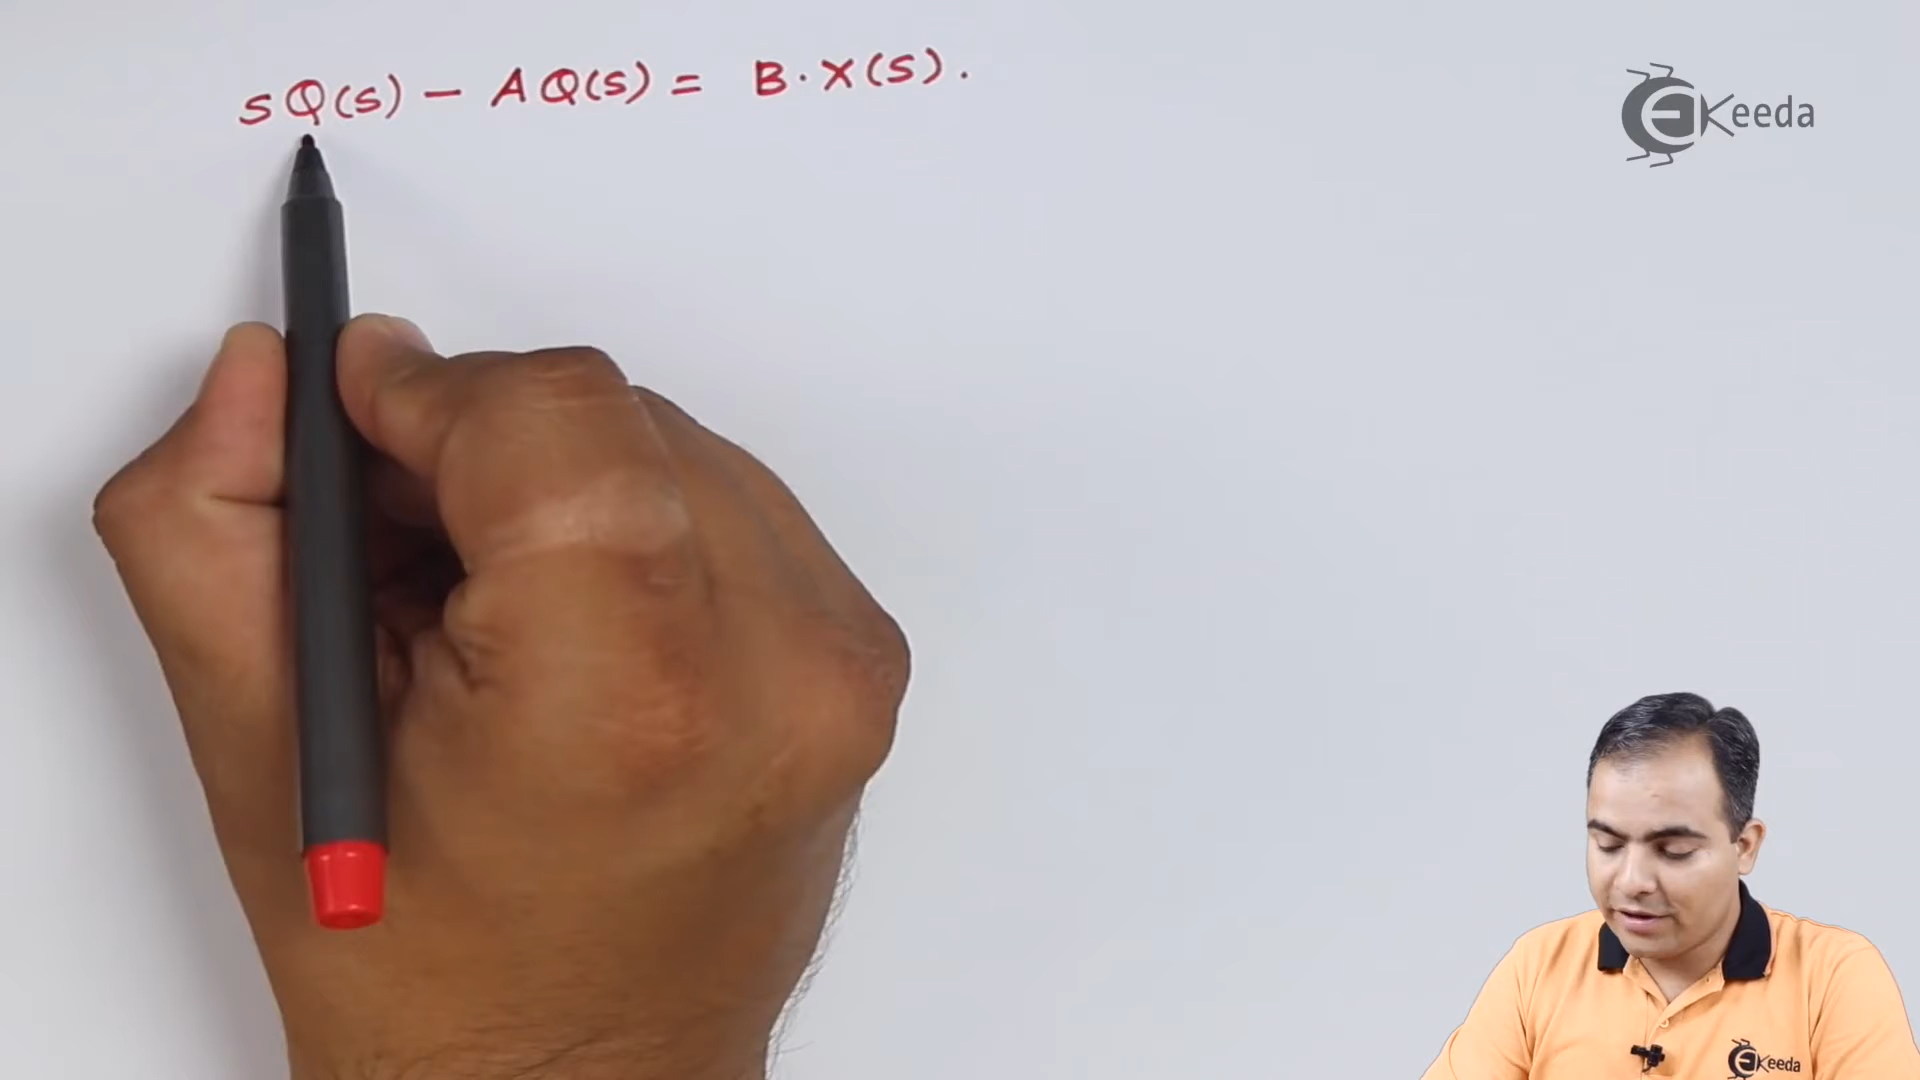 SQ(S) - AQ(S) = B·X(S).
EKeeda
EKeeda